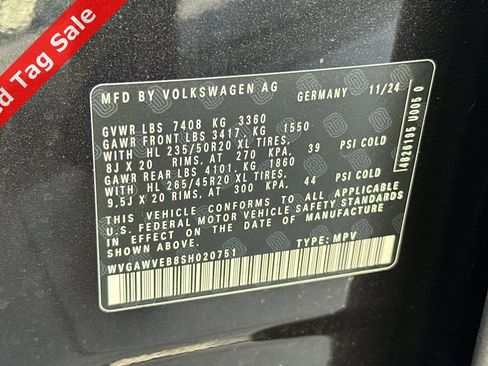 d Tag Sale
MFD BY VOLKSWAGEN AG GERMANY 11/24
GVWR LBS 7408 KG 3360
GAWR FRONT LBS 3417, KG 1550
WITH HL 235/50R20 XL TIRES,
8J X 20 RIMS, AT 270 KPA, 39 PSI COLD
GAWR REAR LBS 4101, KG 1860
WITH HL 265/45R20 XL TIRES,
9.5J X 20 RIMS, AT 300 KPA, 44 PSI COLD
THIS VEHICLE CONFORMS TO ALL APPLICABLE
U.S. FEDERAL MOTOR VEHICLE SAFETY STANDARDS
IN EFFECT ON THE DATE OF MANUFACTURE
SHOWN ABOVE.
WVGAWVEB8SH020751 TYPE: MPV
4926195 U005 0